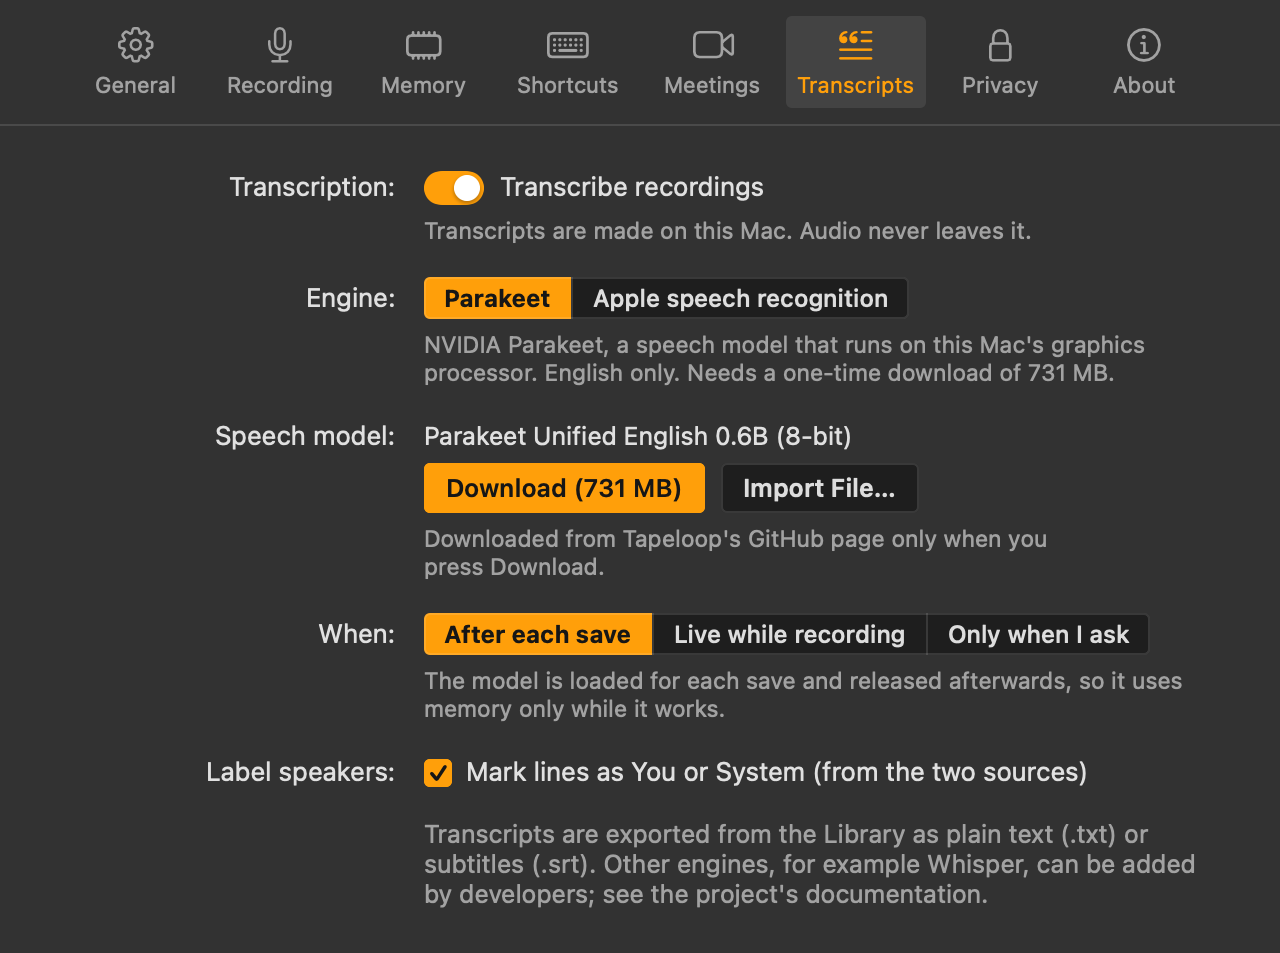 General Recording Memory Shortcuts Meetings Transcripts Privacy About
Transcription: Transcribe recordings
Transcripts are made on this Mac. Audio never leaves it.
Engine: Parakeet Apple speech recognition
NVIDIA Parakeet, a speech model that runs on this Mac's graphics
processor. English only. Needs a one-time download of 731 MB.
Speech model: Parakeet Unified English 0.6B (8-bit)
Download (731 MB) Import File...
Downloaded from Tapeloop's GitHub page only when you
press Download.
When: After each save Live while recording Only when I ask
The model is loaded for each save and released afterwards, so it uses
memory only while it works.
Label speakers: Mark lines as You or System (from the two sources)
Transcripts are exported from the Library as plain text (.txt) or
subtitles (.srt). Other engines, for example Whisper, can be added
by developers; see the project's documentation.